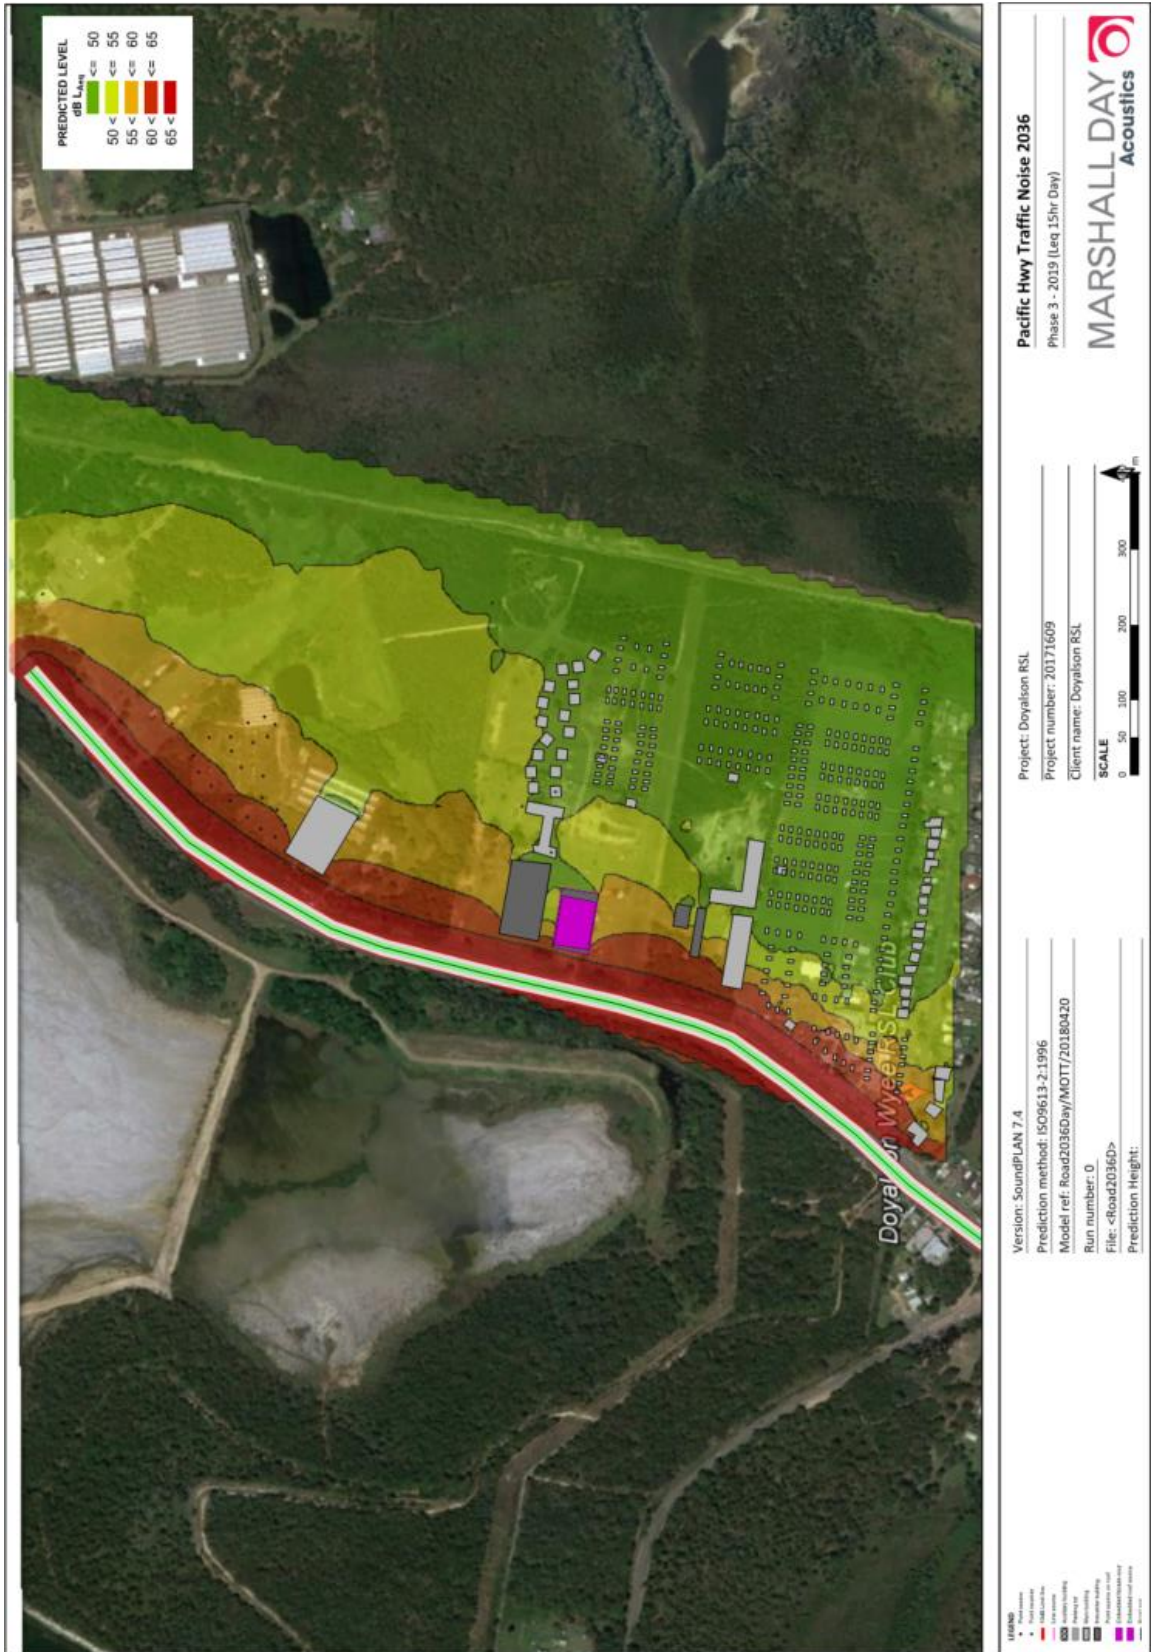 PREDICTED LEVEL
dB LAeq
<= 50
50 < <= 55
55 < <= 60
60 < <= 65
65 <
Doyalson Wyee RSL Club
LEGEND
Version: SoundPLAN 7.4
Prediction method: ISO9613-2:1996
Model ref: Road2036Day/MOTT/20180420
Run number: 0
File: <Road2036D>
Prediction Height:
Project: Doyalson RSL
Project number: 20171609
Client name: Doyalson RSL
SCALE
0 50 100 200 300
m
Pacific Hwy Traffic Noise 2036
Phase 3 - 2019 (Leq 15hr Day)
MARSHALL DAY
Acoustics